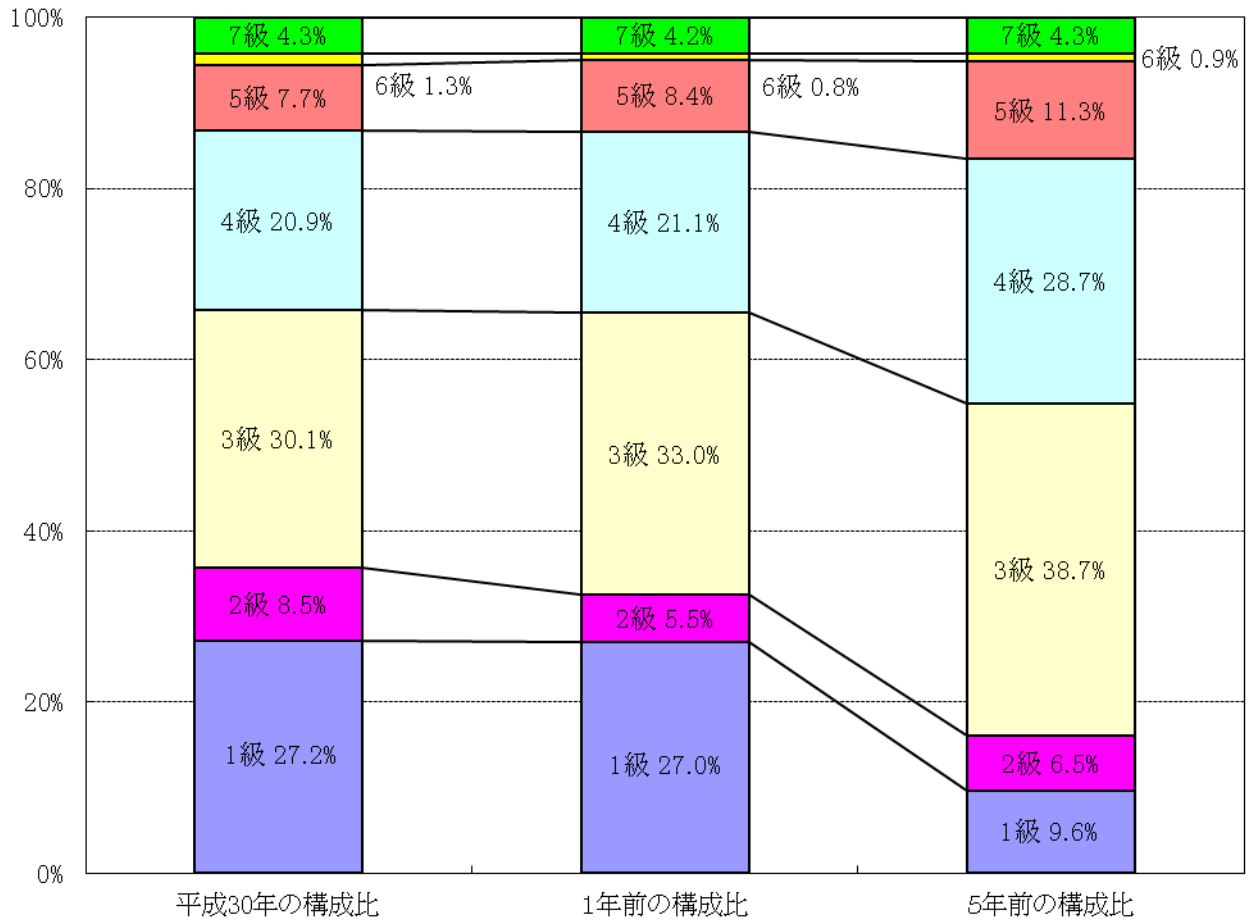 100%
80%
60%
40%
20%
0%
7級 4.3%
6級 1.3%
5級 7.7%
4級 20.9%
3級 30.1%
2級 8.5%
1級 27.2%
7級 4.2%
6級 0.8%
5級 8.4%
4級 21.1%
3級 33.0%
2級 5.5%
1級 27.0%
7級 4.3%
6級 0.9%
5級 11.3%
4級 28.7%
3級 38.7%
2級 6.5%
1級 9.6%
平成30年の構成比
1年前の構成比
5年前の構成比